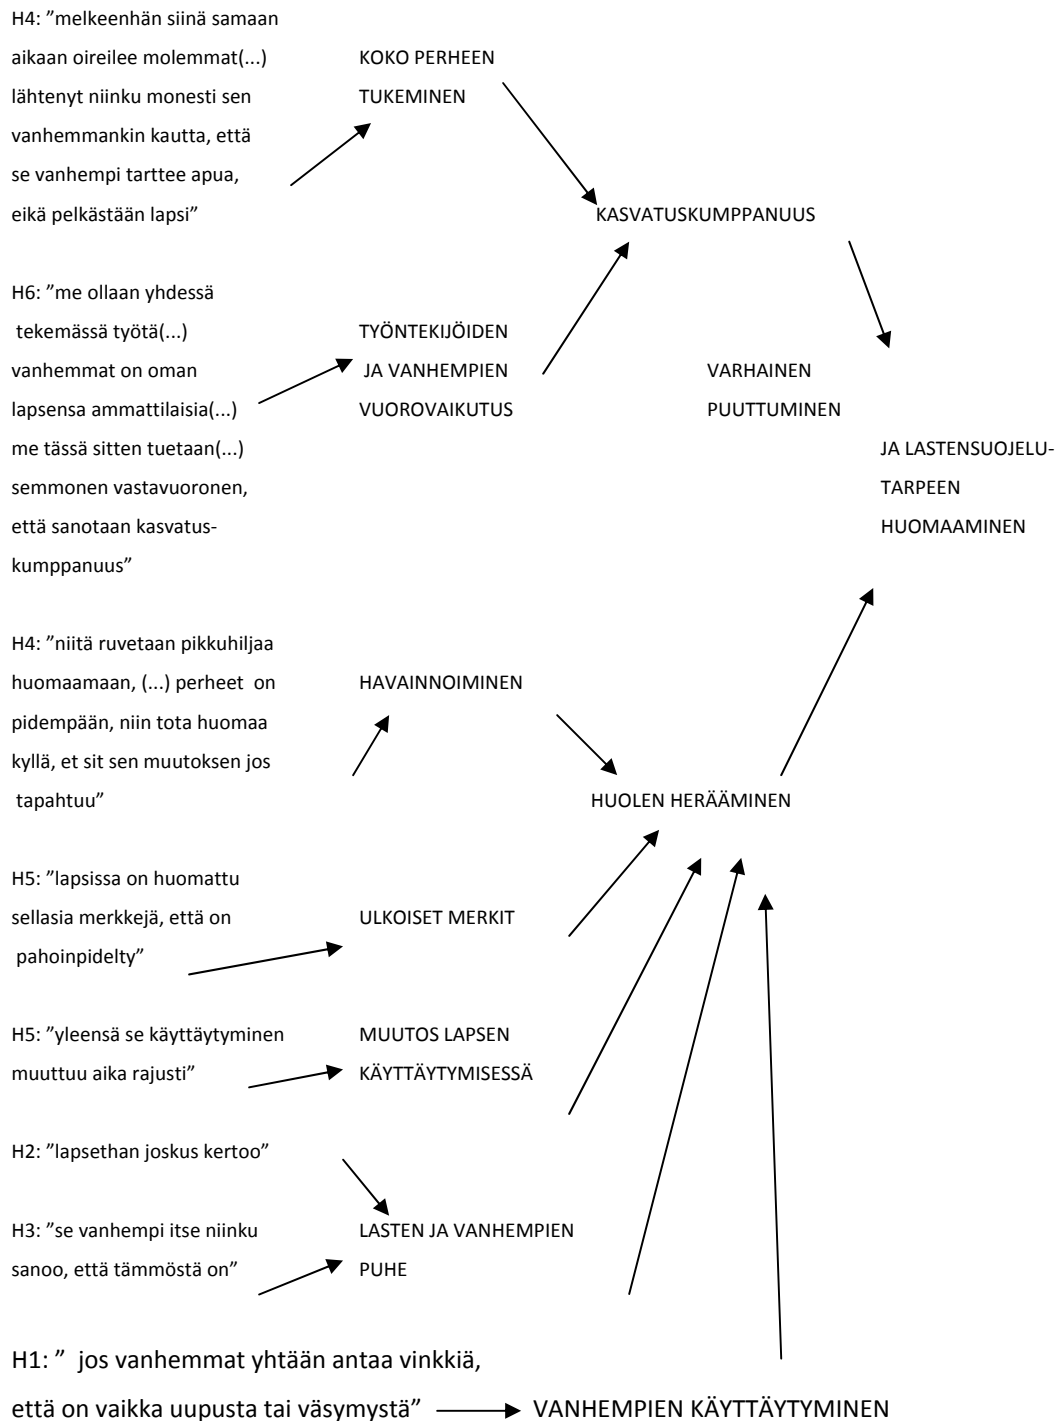 H4: ”melkeenhän siinä samaan
aikaan oireilee molemmat(...)
lähtenyt niinku monesti sen
vanhemmankin kautta, että
se vanhempi tarttee apua,
eikä pelkästään lapsi”
KOKO PERHEEN
TUKEMINEN
KASVATUSKUMPPANUUS
H6: ”me ollaan yhdessä
tekemässä työtä(...)
vanhemmat on oman
lapsensa ammattilaisia(...)
me tässä sitten tuetaan(...)
semmonen vastavuoronen,
että sanotaan kasvatus-
kumppanuus”
TYÖNTEKIJÖIDEN
JA VANHEMPIEN
VUOROVAIKUTUS
VARHAINEN
PUUTTUMINEN
JA LASTENSUOJELU-
TARPEEN
HUOMAAMINEN
H4: ”niitä ruvetaan pikkuhiljaa
huomaamaan, (...) perheet on
pidempään, niin tota huomaa
kyllä, et sit sen muutoksen jos
tapahtuu”
HAVAINNOIMINEN
HUOLEN HERÄÄMINEN
H5: ”lapsissa on huomattu
sellasia merkkejä, että on
pahoinpidelty”
ULKOISET MERKIT
H5: ”yleensä se käyttäytyminen
muuttuu aika rajusti”
MUUTOS LAPSEN
KÄYTTÄYTYMISESSÄ
H2: ”lapsethan joskus kertoo”
H3: ”se vanhempi itse niinku
sanoo, että tämmöstä on”
LASTEN JA VANHEMPIEN
PUHE
H1: ” jos vanhemmat yhtään antaa vinkkiä,
että on vaikka uupusta tai väsymystä”
VANHEMPIEN KÄYTTÄYTYMINEN